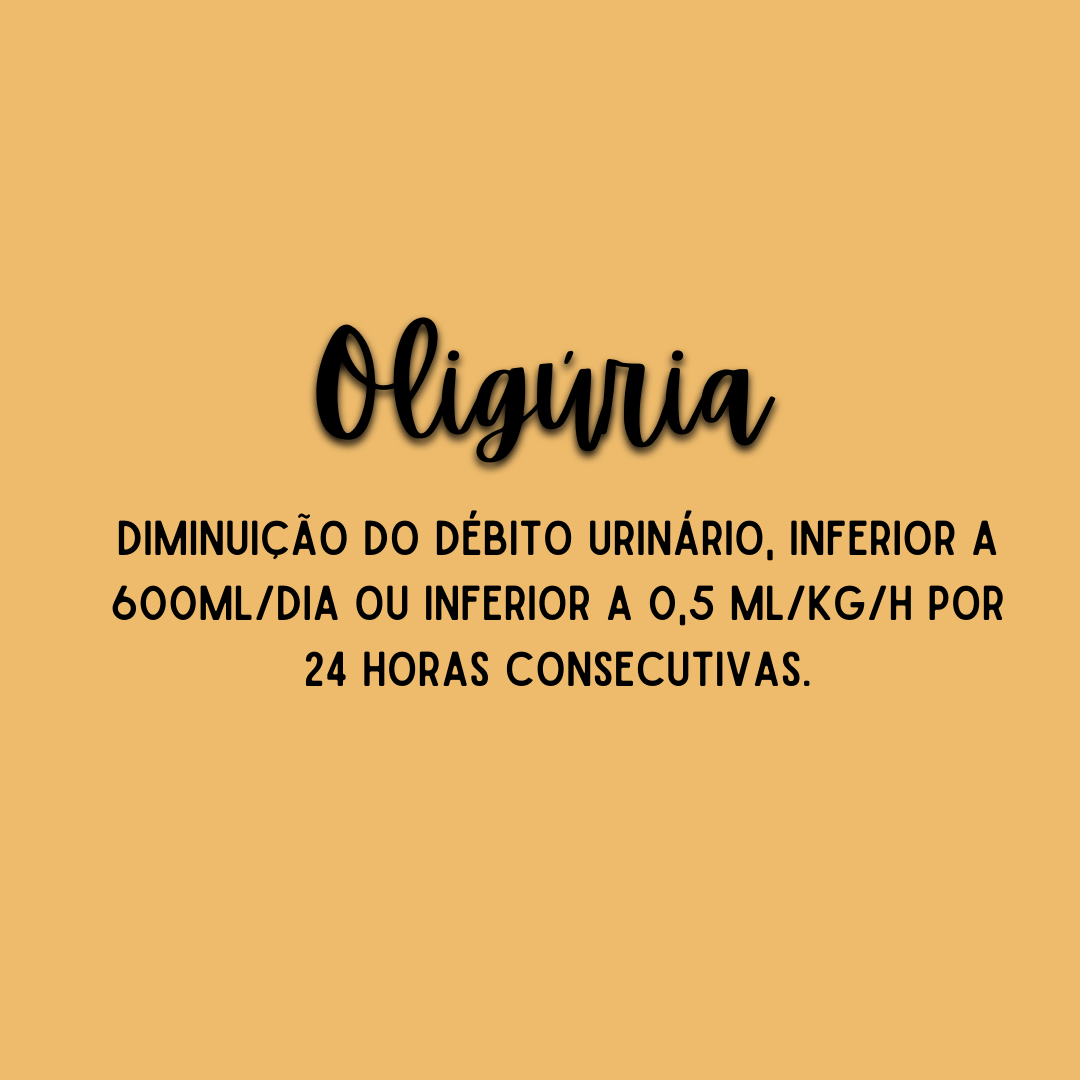 Oligúria
DIMINUIÇÃO DO DÉBITO URINÁRIO, INFERIOR A
600ML/DIA OU INFERIOR A 0,5 ML/KG/H POR
24 HORAS CONSECUTIVAS.